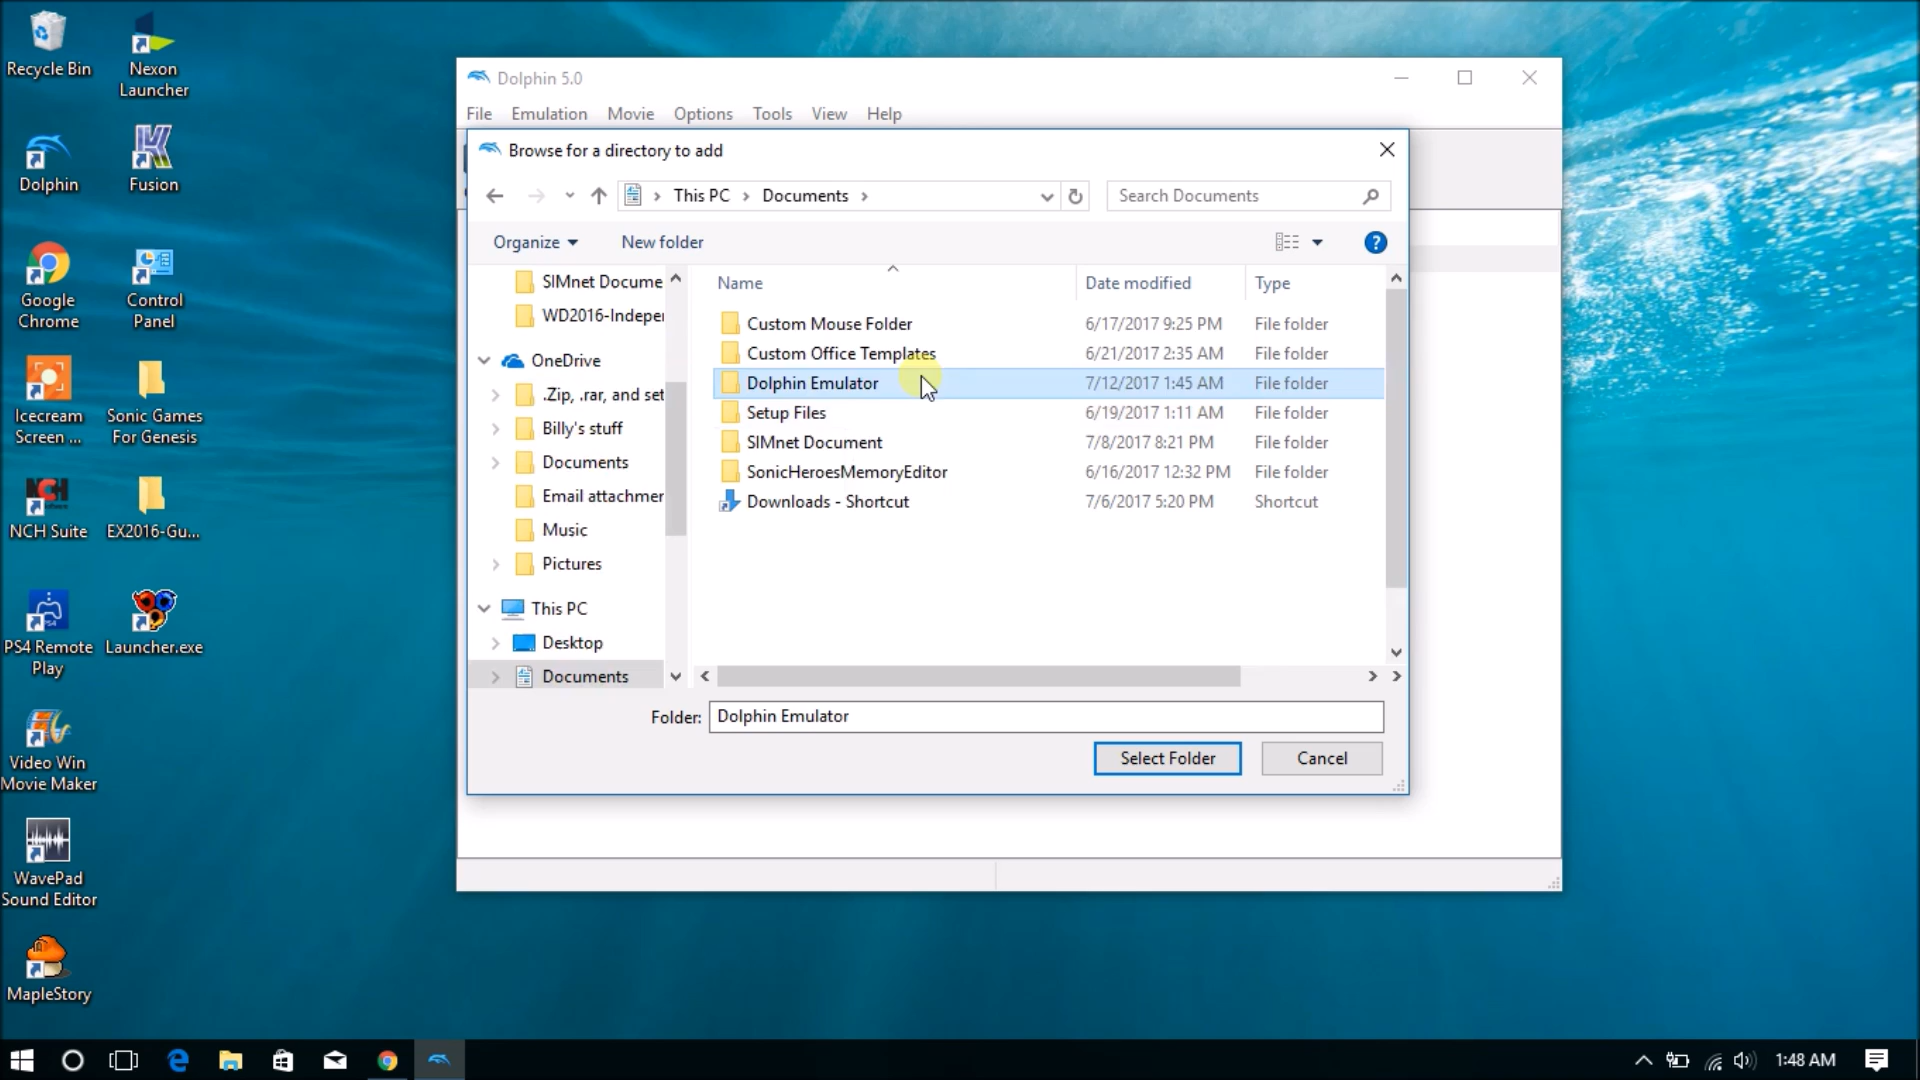 Recycle Bin
Nexon
Launcher
Dolphin
Fusion
Google
Chrome
Control
Panel
Icecream
Screen ...
Sonic Games
For Genesis
NCH Suite
EX2016-Gu...
PS4 Remote
Play
Launcher.exe
Video Win
Movie Maker
WavePad
Sound Editor
MapleStory
Dolphin 5.0
File Emulation Movie Options Tools View Help
Browse for a directory to add
This PC Documents
Search Documents
Organize New folder
SIMnet Docume
WD2016-Indeper
OneDrive
.Zip, .rar, and set
Billy's stuff
Documents
Email attachmer
Music
Pictures
This PC
Desktop
Documents
Name Date modified Type
Custom Mouse Folder 6/17/2017 9:25 PM File folder
Custom Office Templates 6/21/2017 2:35 AM File folder
Dolphin Emulator 7/12/2017 1:45 AM File folder
Setup Files 6/19/2017 1:11 AM File folder
SIMnet Document 7/8/2017 8:21 PM File folder
SonicHeroesMemoryEditor 6/16/2017 12:32 PM File folder
Downloads - Shortcut 7/6/2017 5:20 PM Shortcut
Folder: Dolphin Emulator
Select Folder Cancel
1:48 AM